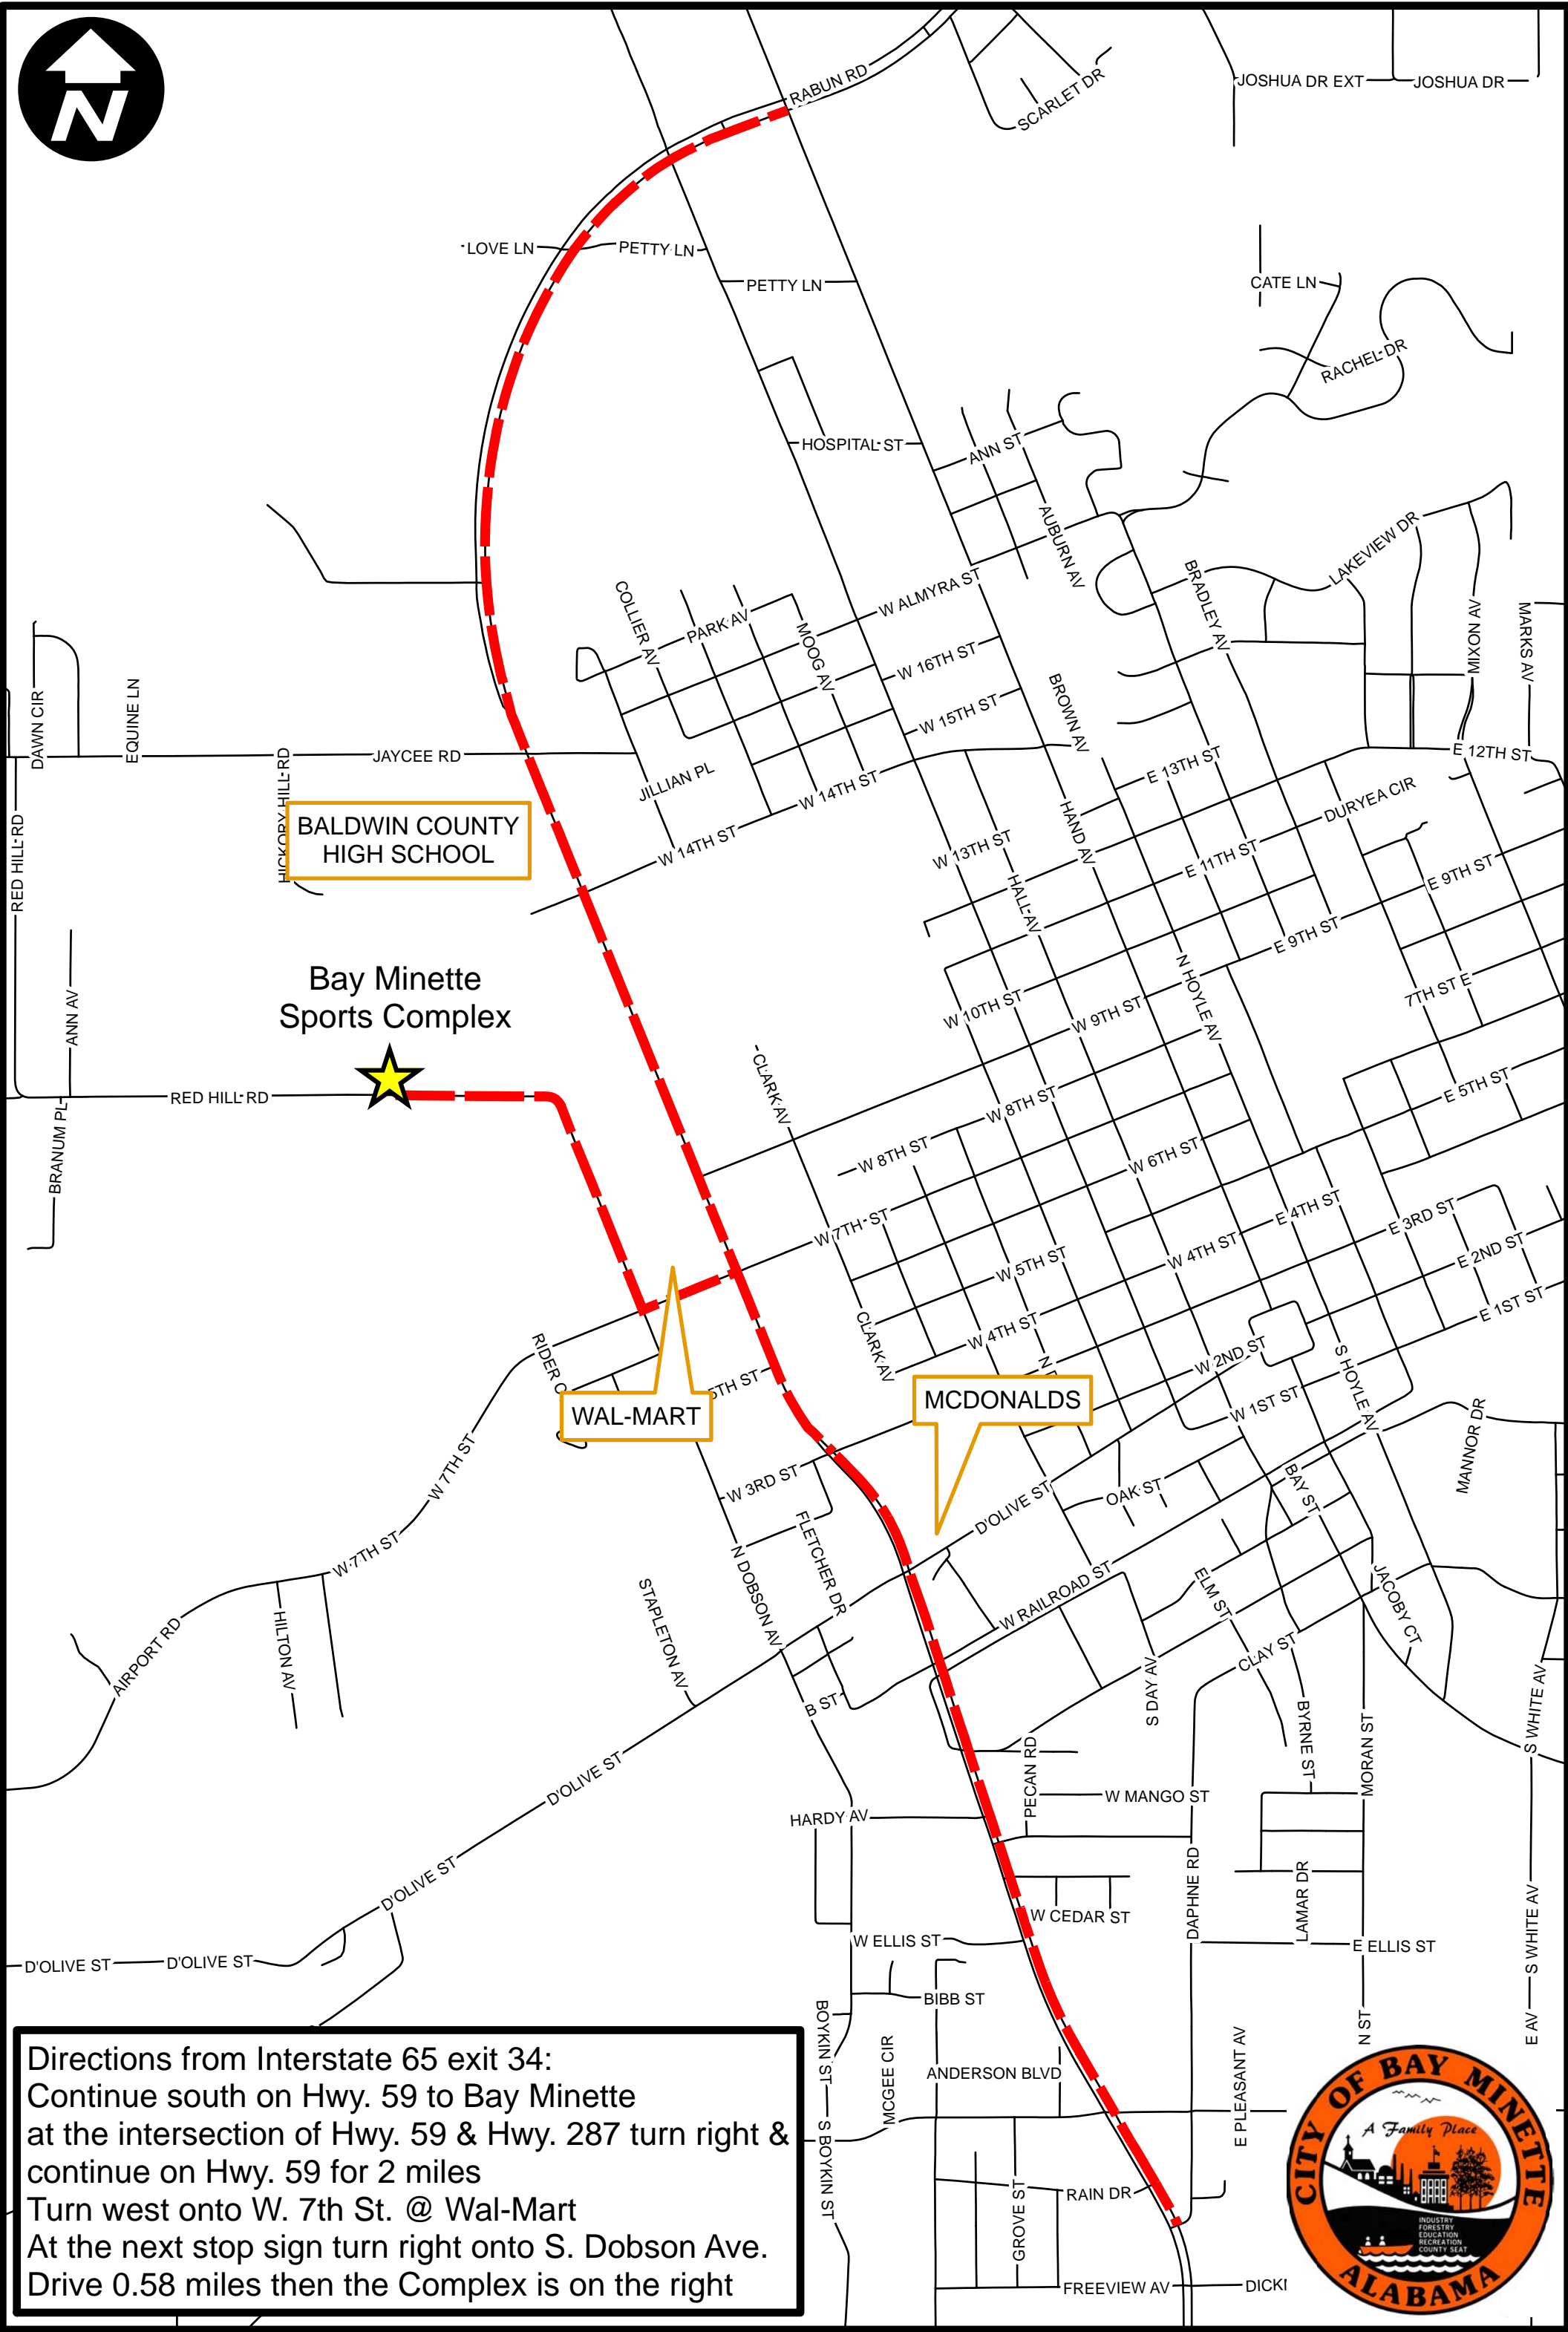 N
RABUN RD
SCARLET DR
JOSHUA DR EXT
JOSHUA DR
LOVE LN
PETTY LN
PETTY LN
CATE LN
RACHEL DR
HOSPITAL ST
ANN ST
AUBURN AV
LAKEVIEW DR
BRADLEY AV
MIXON AV
MARKS AV
W ALMYRA ST
COLLIER AV
PARK AV
MOOG AV
W 16TH ST
W 15TH ST
BROWN AV
DAWN CIR
EQUINE LN
HICKORY HILL RD
JAYCEE RD
JILLIAN PL
W 14TH ST
W 14TH ST
E 13TH ST
E 12TH ST
DURYEA CIR
RED HILL RD
BALDWIN COUNTY
HIGH SCHOOL
HAND AV
W 13TH ST
HALL AV
E 11TH ST
E 9TH ST
E 9TH ST
Bay Minette
Sports Complex
ANN AV
N HOYLE AV
7TH ST E
W 10TH ST
W 9TH ST
CLARK AV
RED HILL RD
BRANUM PL
W 8TH ST
W 8TH ST
E 5TH ST
W 6TH ST
W 7TH ST
E 4TH ST
E 3RD ST
W 4TH ST
E 2ND ST
W 5TH ST
E 1ST ST
CLARK AV
W 4TH ST
RIDER C
5TH ST
W 2ND ST
S HOYLE AV
WAL-MART
MCDONALDS
W 1ST ST
MANNOR DR
W 7TH ST
W 3RD ST
OAK ST
BAY ST
D'OLIVE ST
FLETCHER DR
W 7TH ST
N DOBSON AV
STAPLETON AV
W RAILROAD ST
ELM ST
JACOBY CT
HILTON AV
AIRPORT RD
CLAY ST
S DAY AV
B ST
BYRNE ST
MORAN ST
S WHITE AV
D'OLIVE ST
PECAN RD
W MANGO ST
HARDY AV
D'OLIVE ST
DAPHNE RD
LAMAR DR
W CEDAR ST
S WHITE AV
W ELLIS ST
E ELLIS ST
D'OLIVE ST
D'OLIVE ST
BIBB ST
BOYKIN ST
MCGEE CIR
N ST
E AV
ANDERSON BLVD
E PLEASANT AV
S BOYKIN ST
GROVE ST
RAIN DR
FREEVIEW AV
DICKI
Directions from Interstate 65 exit 34:
Continue south on Hwy. 59 to Bay Minette
at the intersection of Hwy. 59 & Hwy. 287 turn right &
continue on Hwy. 59 for 2 miles
Turn west onto W. 7th St. @ Wal-Mart
At the next stop sign turn right onto S. Dobson Ave.
Drive 0.58 miles then the Complex is on the right
CITY OF BAY MINETTE
A Family Place
INDUSTRY
FORESTRY
EDUCATION
RECREATION
COUNTY SEAT
ALABAMA